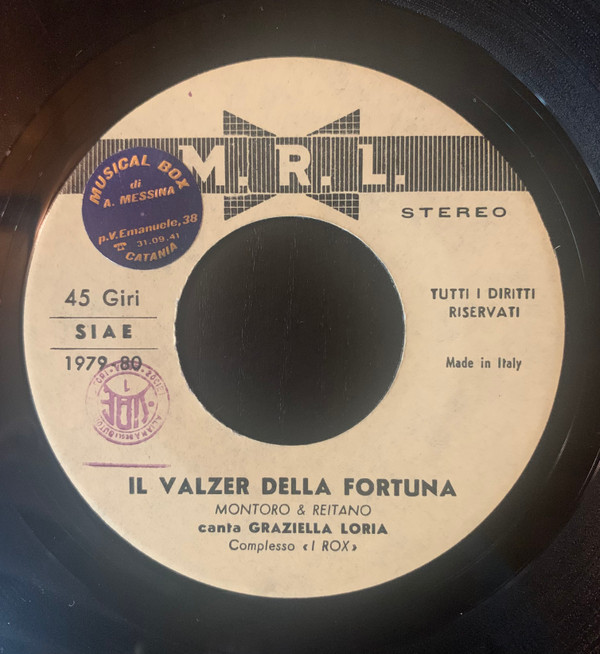 M. R. L.
MUSICAL BOX
di
A. MESSINA
p.V. Emanuele, 38
31.09.41
CATANIA
STEREO
45 Giri
SIAE
1979-80
TUTTI I DIRITTI
RISERVATI
Made in Italy
SIAE
IL VALZER DELLA FORTUNA
MONTORO & REITANO
canta GRAZIELLA LORIA
Complesso «I ROX»